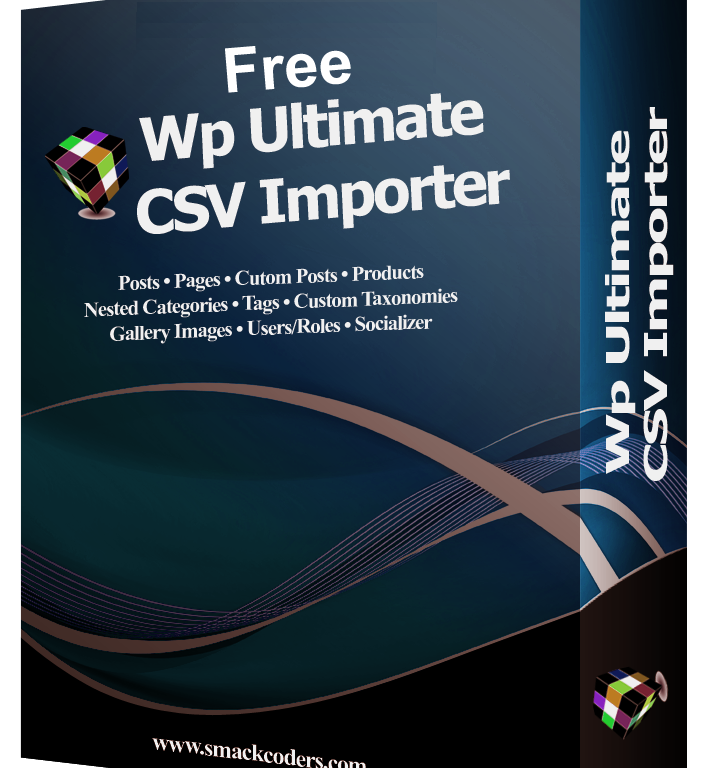 Free
Wp Ultimate
CSV Importer
Posts • Pages • Cutom Posts • Products
Nested Categories • Tags • Custom Taxonomies
Gallery Images • Users/Roles • Socializer
www.smackcoders.com
Wp Ultimate
CSV Importer